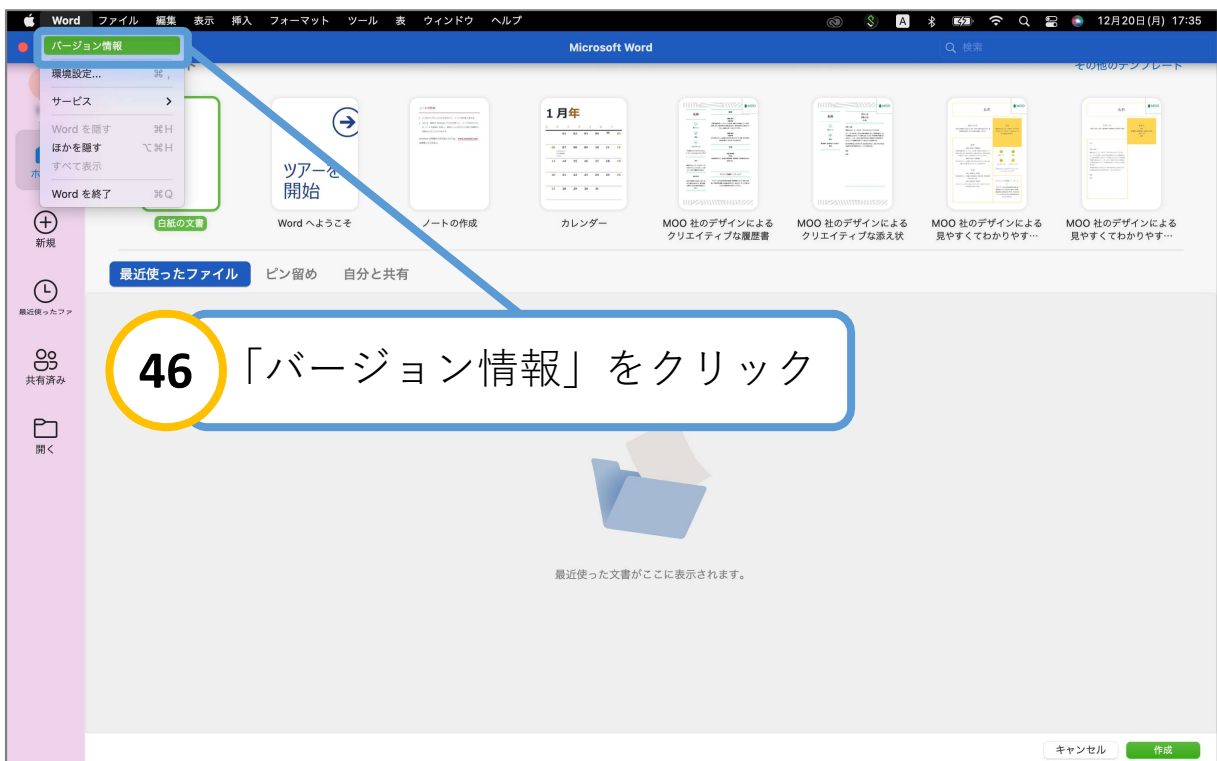 Word ファイル 編集 表示 挿入 フォーマット ツール 表 ウィンドウ ヘルプ
A
12月20日(月) 17:35
Microsoft Word
検索
バージョン情報
環境設定... ⌘ ,
サービス >
Word を隠す ⌘H
ほかを隠す
すべて表示
Word を終了 ⌘Q
その他のテンプレート
ツアーを
開始
1 月年
白紙の文書
Word へようこそ
ノートの作成
カレンダー
MOO 社のデザインによる
クリエイティブな履歴書
MOO 社のデザインによる
クリエイティブな添え状
MOO 社のデザインによる
見やすくてわかりやす…
MOO 社のデザインによる
見やすくてわかりやす…
新規
最近使ったファ
共有済み
開く
最近使ったファイル ピン留め 自分と共有
46 「バージョン情報」をクリック
最近使った文書がここに表示されます。
キャンセル 作成